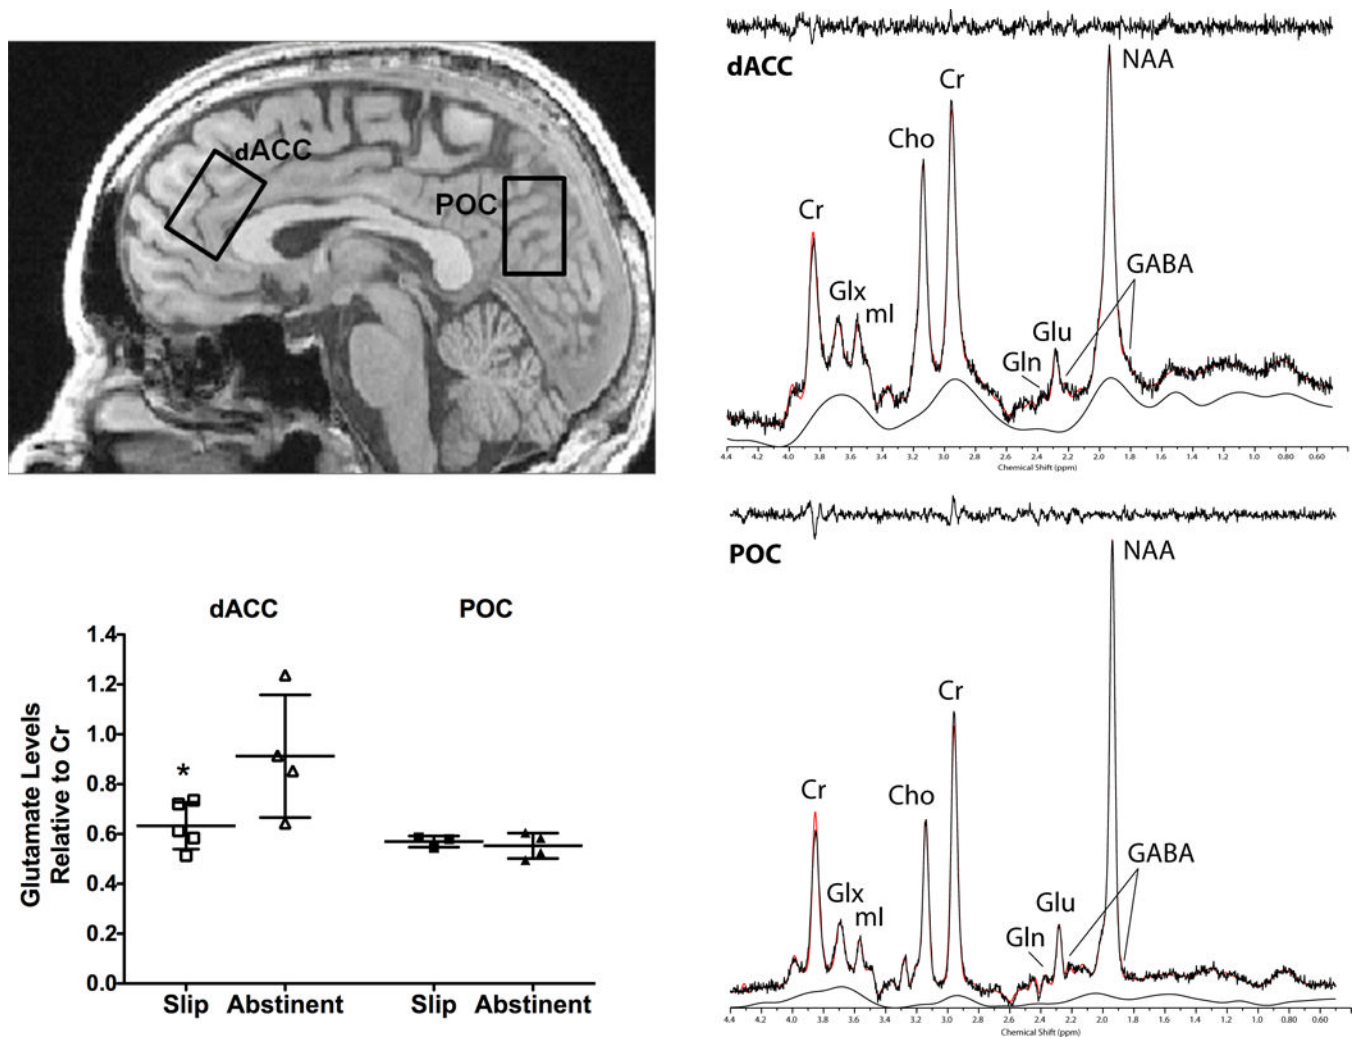 dACC
POC
dACC
NAA
Cr
Cho
Cr
GABA
Glx
ml
Glu
Gln
4.4 4.0 3.8 3.6 3.4 3.2 3.0 2.8 2.6 2.4 2.2 2.0 1.8 1.6 1.4 1.2 1.0 0.80 0.60
Chemical Shift (ppm)
POC
NAA
Cr
Cr
Cho
GABA
Glx
ml
Glu
Gln
4.4 4.0 3.8 3.6 3.4 3.2 3.0 2.8 2.6 2.4 2.2 2.0 1.8 1.6 1.4 1.2 1.0 0.80 0.60
Chemical Shift (ppm)
dACC POC
Glutamate Levels
Relative to Cr
1.4
1.2
1.0
0.8
0.6
0.4
0.2
0.0
*
Slip Abstinent Slip Abstinent